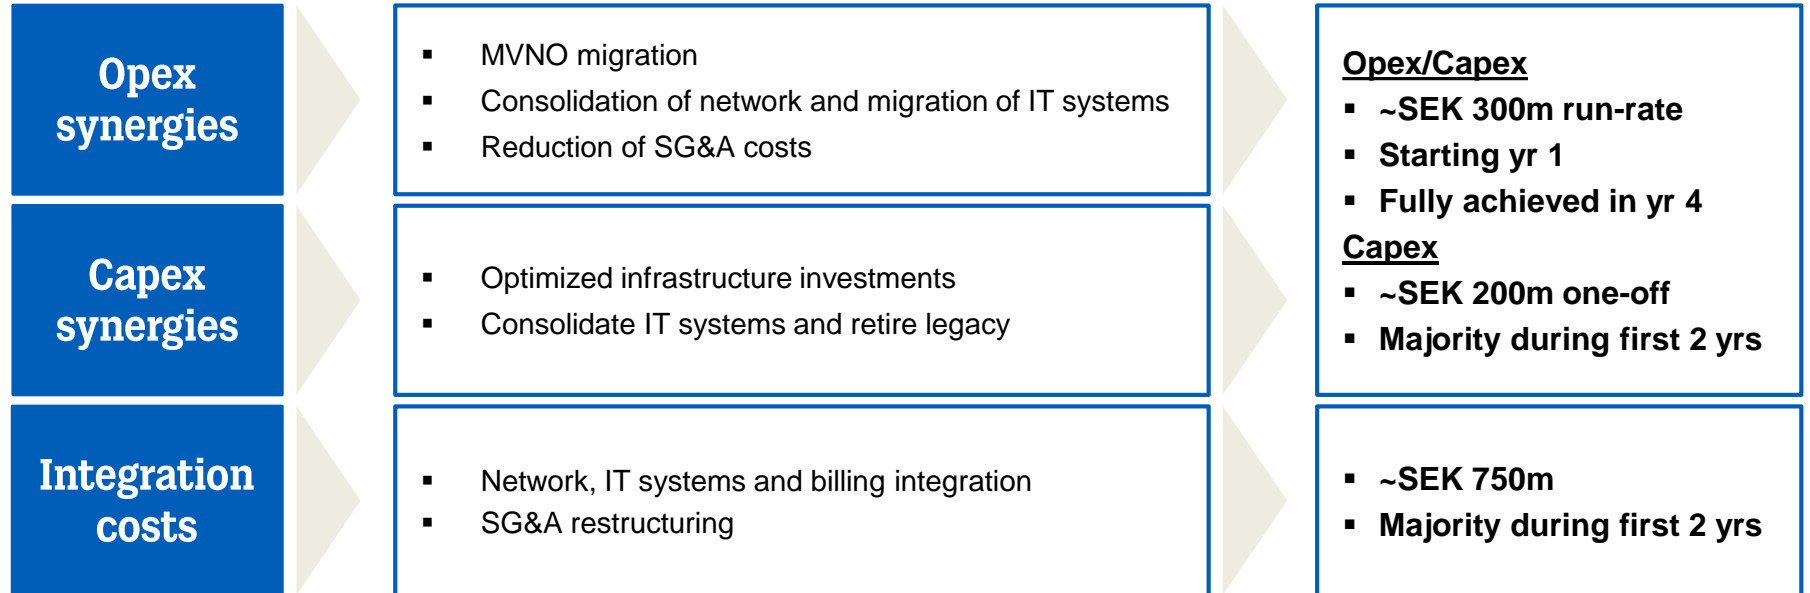 Opex
synergies
▪ MVNO migration
▪ Consolidation of network and migration of IT systems
▪ Reduction of SG&A costs
Capex
synergies
▪ Optimized infrastructure investments
▪ Consolidate IT systems and retire legacy
Opex/Capex
▪ ~SEK 300m run-rate
▪ Starting yr 1
▪ Fully achieved in yr 4
Capex
▪ ~SEK 200m one-off
▪ Majority during first 2 yrs
Integration
costs
▪ Network, IT systems and billing integration
▪ SG&A restructuring
▪ ~SEK 750m
▪ Majority during first 2 yrs